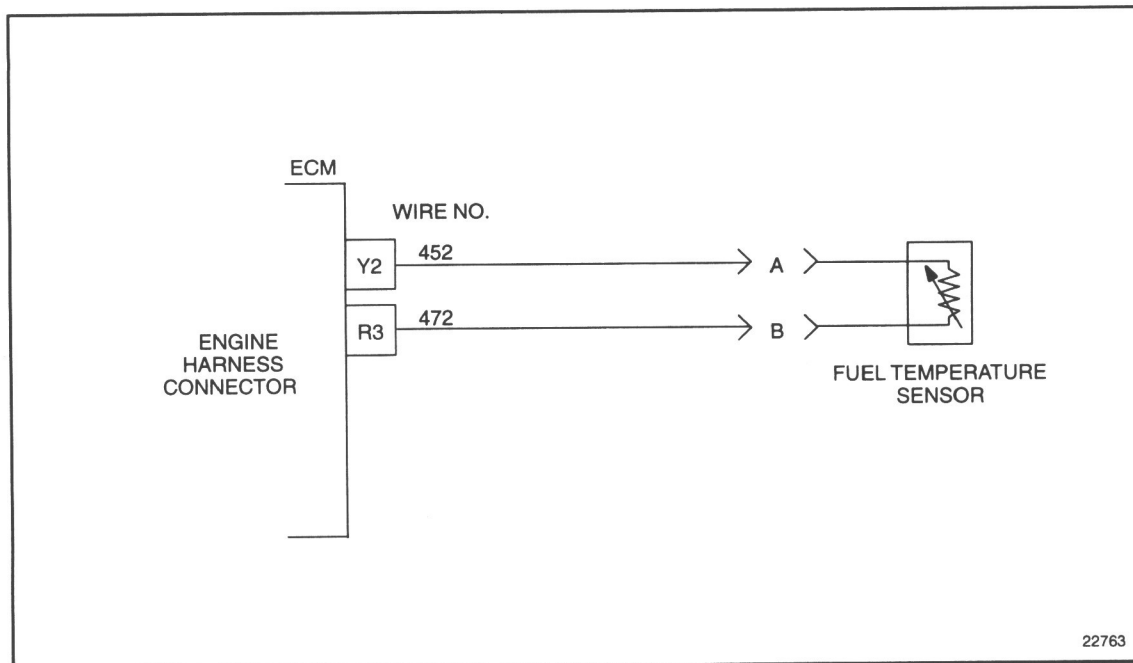 ECM
WIRE NO.
Y2
452
A
R3
472
B
ENGINE
HARNESS
CONNECTOR
FUEL TEMPERATURE
SENSOR
22763